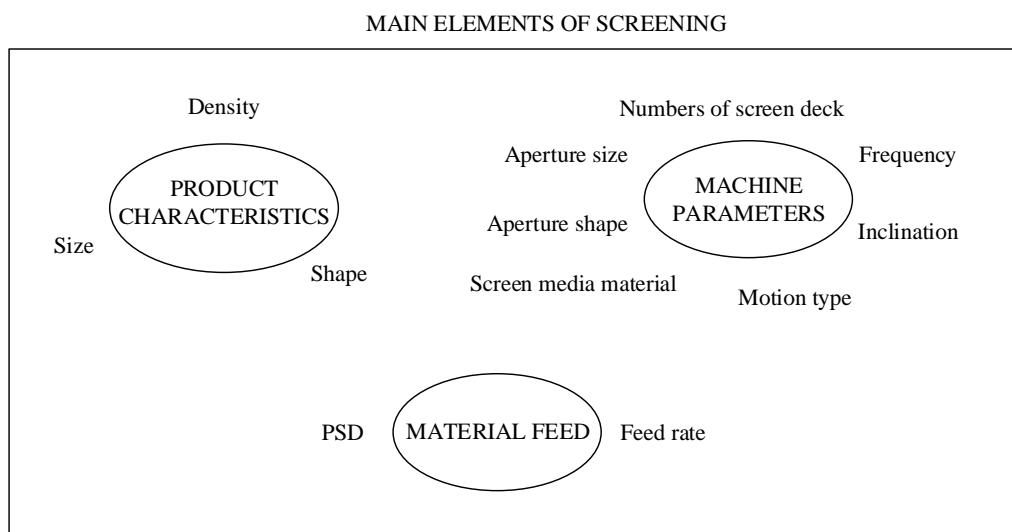 MAIN ELEMENTS OF SCREENING
Density
PRODUCT
CHARACTERISTICS
Size
Shape
Numbers of screen deck
Aperture size
Frequency
MACHINE
PARAMETERS
Aperture shape
Inclination
Screen media material
Motion type
PSD
MATERIAL FEED
Feed rate